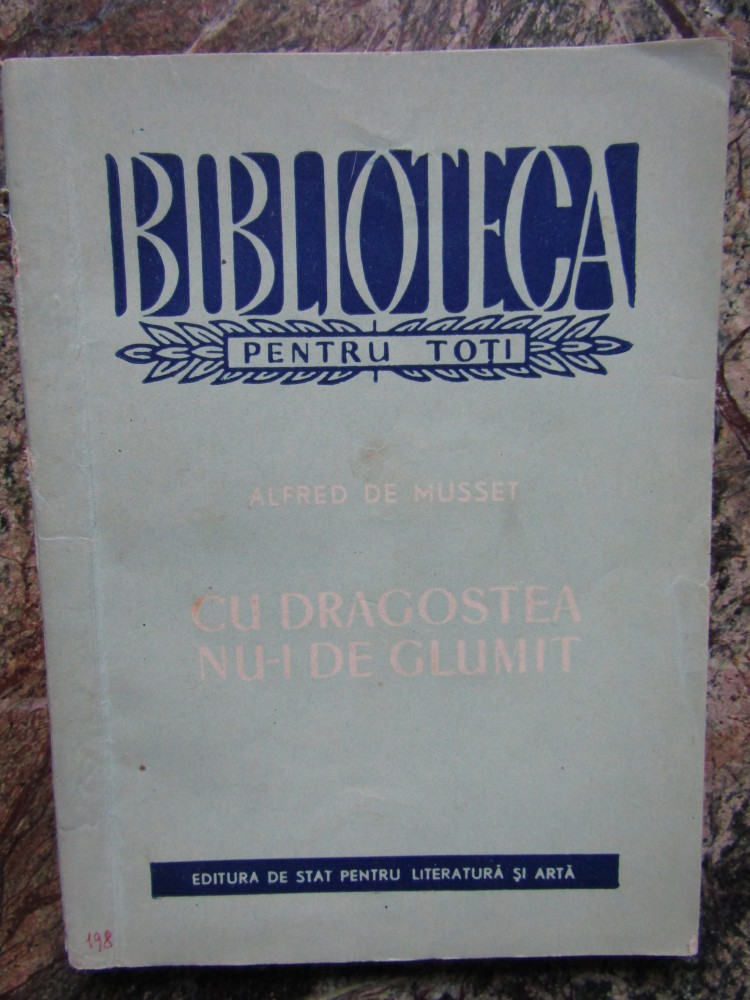 BIBLIOTECA
PENTRU TOȚI
ALFRED DE MUSSET
CU DRAGOSTEA
NU-I DE GLUMIT
EDITURA DE STAT PENTRU LITERATURĂ ȘI ARTĂ
198